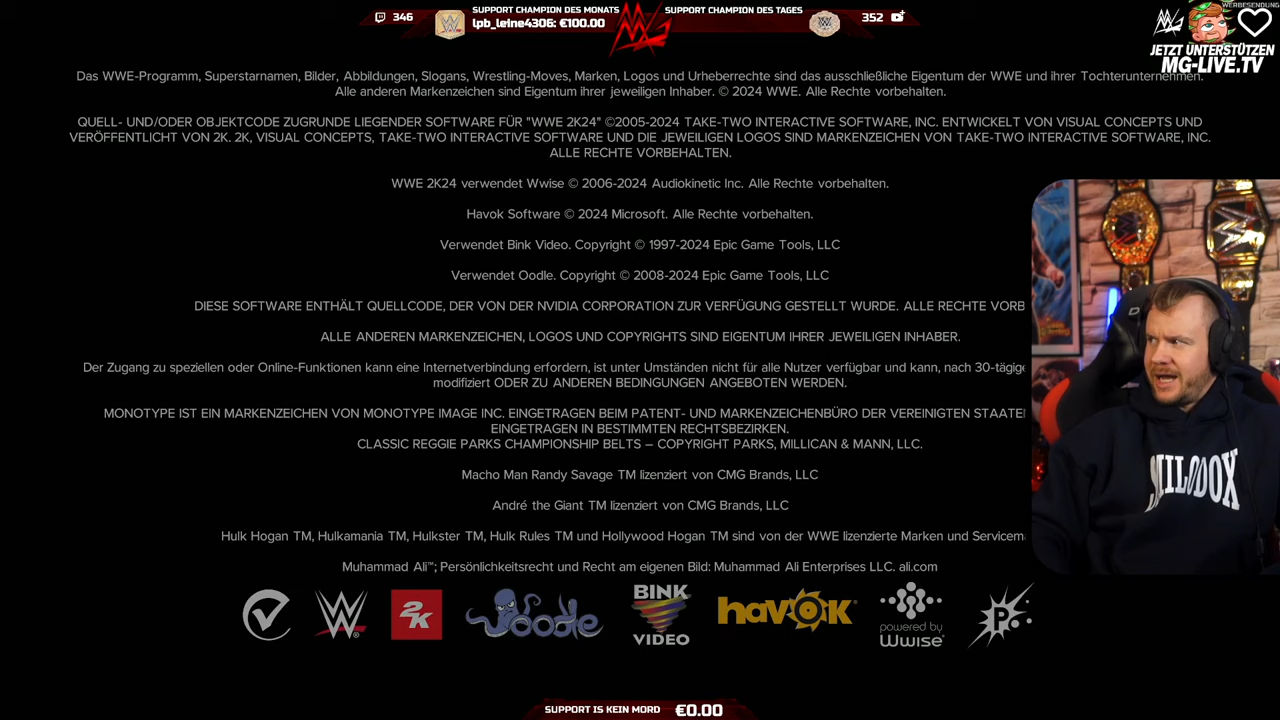 346
SUPPORT CHAMPION DES MONATS
lpb_leine4306: €100.00
SUPPORT CHAMPION DES TAGES
352
WERBESENDUNG
JETZT UNTERSTÜTZEN
MG-LIVE.TV
Das WWE-Programm, Superstarnamen, Bilder, Abbildungen, Slogans, Wrestling-Moves, Marken, Logos und Urheberrechte sind das ausschließliche Eigentum der WWE und ihrer Tochterunternehmen.
Alle anderen Markenzeichen sind Eigentum ihrer jeweiligen Inhaber. © 2024 WWE. Alle Rechte vorbehalten.
QUELL- UND/ODER OBJEKTCODE ZUGRUNDE LIEGENDER SOFTWARE FÜR "WWE 2K24" ©2005-2024 TAKE-TWO INTERACTIVE SOFTWARE, INC. ENTWICKELT VON VISUAL CONCEPTS UND
VERÖFFENTLICHT VON 2K. 2K, VISUAL CONCEPTS, TAKE-TWO INTERACTIVE SOFTWARE UND DIE JEWEILIGEN LOGOS SIND MARKENZEICHEN VON TAKE-TWO INTERACTIVE SOFTWARE, INC.
ALLE RECHTE VORBEHALTEN.
WWE 2K24 verwendet Wwise © 2006-2024 Audiokinetic Inc. Alle Rechte vorbehalten.
Havok Software © 2024 Microsoft. Alle Rechte vorbehalten.
Verwendet Bink Video. Copyright © 1997-2024 Epic Game Tools, LLC
Verwendet Oodle. Copyright © 2008-2024 Epic Game Tools, LLC
DIESE SOFTWARE ENTHÄLT QUELLCODE, DER VON DER NVIDIA CORPORATION ZUR VERFÜGUNG GESTELLT WURDE. ALLE RECHTE VORB
ALLE ANDEREN MARKENZEICHEN, LOGOS UND COPYRIGHTS SIND EIGENTUM IHRER JEWEILIGEN INHABER.
Der Zugang zu speziellen oder Online-Funktionen kann eine Internetverbindung erfordern, ist unter Umständen nicht für alle Nutzer verfügbar und kann, nach 30-tägige
modifiziert ODER ZU ANDEREN BEDINGUNGEN ANGEBOTEN WERDEN.
MONOTYPE IST EIN MARKENZEICHEN VON MONOTYPE IMAGE INC. EINGETRAGEN BEIM PATENT- UND MARKENZEICHENBÜRO DER VEREINIGTEN STAATEN
EINGETRAGEN IN BESTIMMTEN RECHTSBEZIRKEN.
CLASSIC REGGIE PARKS CHAMPIONSHIP BELTS – COPYRIGHT PARKS, MILLICAN & MANN, LLC.
Macho Man Randy Savage TM lizenziert von CMG Brands, LLC
André the Giant TM lizenziert von CMG Brands, LLC
Hulk Hogan TM, Hulkamania TM, Hulkster TM, Hulk Rules TM und Hollywood Hogan TM sind von der WWE lizenzierte Marken und Servicema
Muhammad Ali™; Persönlichkeitsrecht und Recht am eigenen Bild: Muhammad Ali Enterprises LLC. ali.com
MILODOX
W
2K
oodle
BINK
VIDEO
havok
powered by
Wwise
P
SUPPORT IS KEIN MORD €0.00